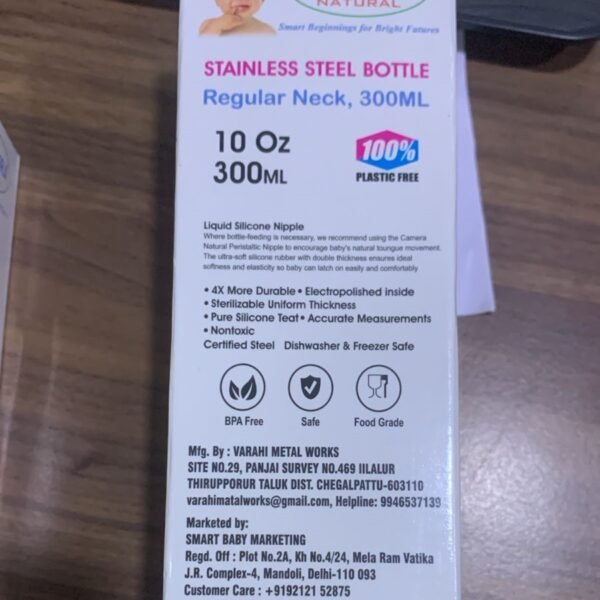 NATURAL
Smart Beginnings for Bright Futures
STAINLESS STEEL BOTTLE
Regular Neck, 300ML
10 Oz
300ML
100%
PLASTIC FREE
Liquid Silicone Nipple
Where bottle-feeding is necessary, we recommend using the Camera
Natural Peristaltic Nipple to encourage baby's natural toungue movement.
The ultra-soft silicone rubber with double thickness ensures ideal
softness and elasticity so baby can latch on easily and comfortably
• 4X More Durable • Electropolished inside
• Sterilizable Uniform Thickness
• Pure Silicone Teat • Accurate Measurements
• Nontoxic
Certified Steel Dishwasher & Freezer Safe
BPA Free
Safe
Food Grade
Mfg. By : VARAHI METAL WORKS
SITE NO.29, PANJAI SURVEY NO.469 IILALUR
THIRUPPORUR TALUK DIST. CHEGALPATTU-603110
varahimatalworks@gmail.com, Helpline: 9946537139
Marketed by:
SMART BABY MARKETING
Regd. Off : Plot No.2A, Kh No.4/24, Mela Ram Vatika
J.R. Complex-4, Mandoli, Delhi-110 093
Customer Care : +9192121 52875